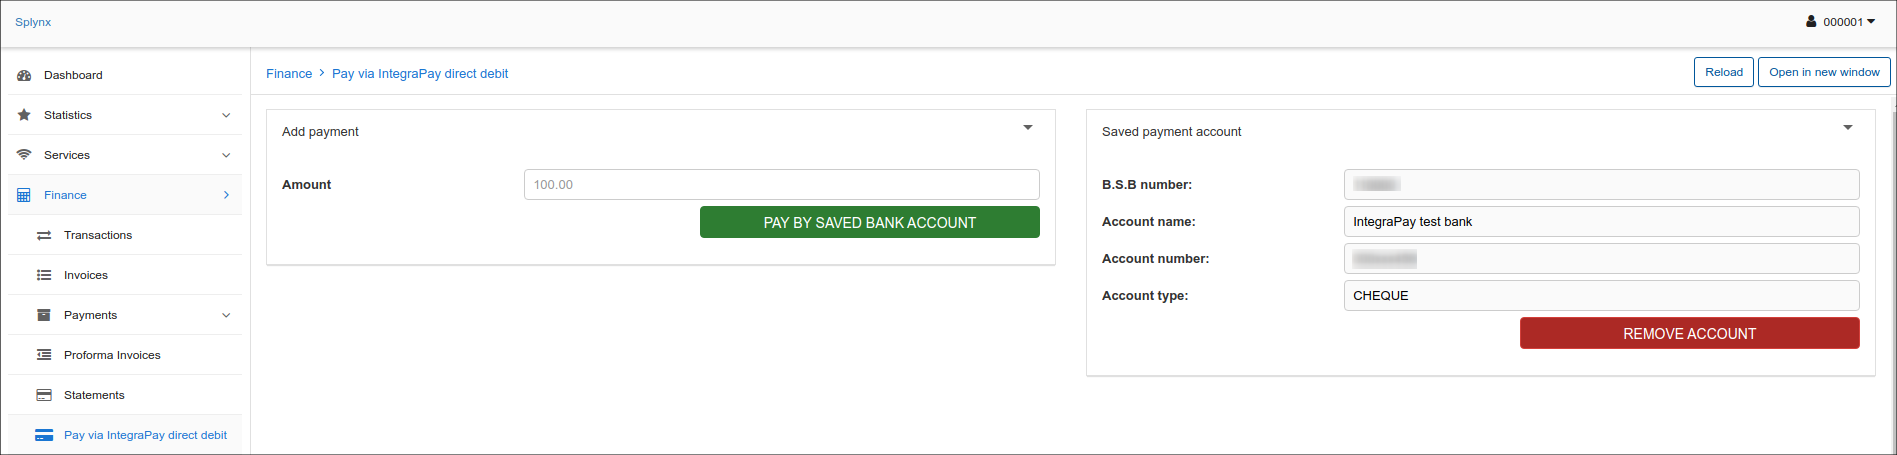 Splynx
000001
Dashboard
Statistics
Services
Finance
Transactions
Invoices
Payments
Proforma Invoices
Statements
Pay via IntegraPay direct debit
Finance > Pay via IntegraPay direct debit
Reload
Open in new window
Add payment
Amount
100.00
PAY BY SAVED BANK ACCOUNT
Saved payment account
B.S.B number:
Account name:
IntegraPay test bank
Account number:
Account type:
CHEQUE
REMOVE ACCOUNT